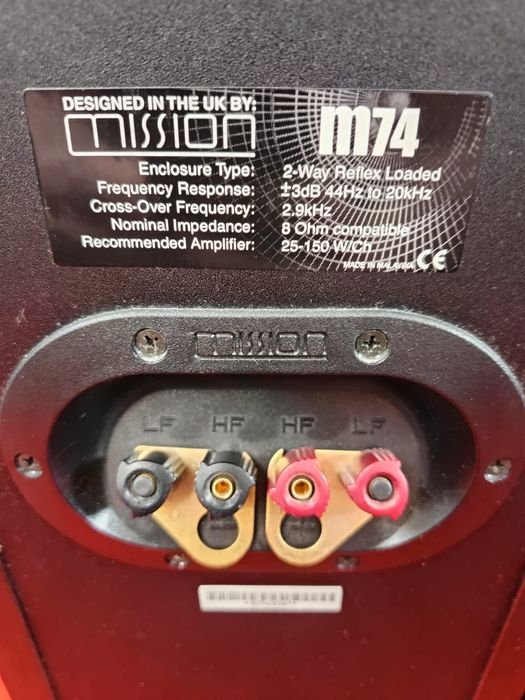 DESIGNED IN THE UK BY:
mission
m74
Enclosure Type: 2-Way Reflex Loaded
Frequency Response: ±3dB 44Hz to 20kHz
Cross-Over Frequency: 2.9kHz
Nominal Impedance: 8 Ohm compatible
Recommended Amplifier: 25-150 W/Ch
MADE IN MALAYSIA CE
mission
LF HF HF LF